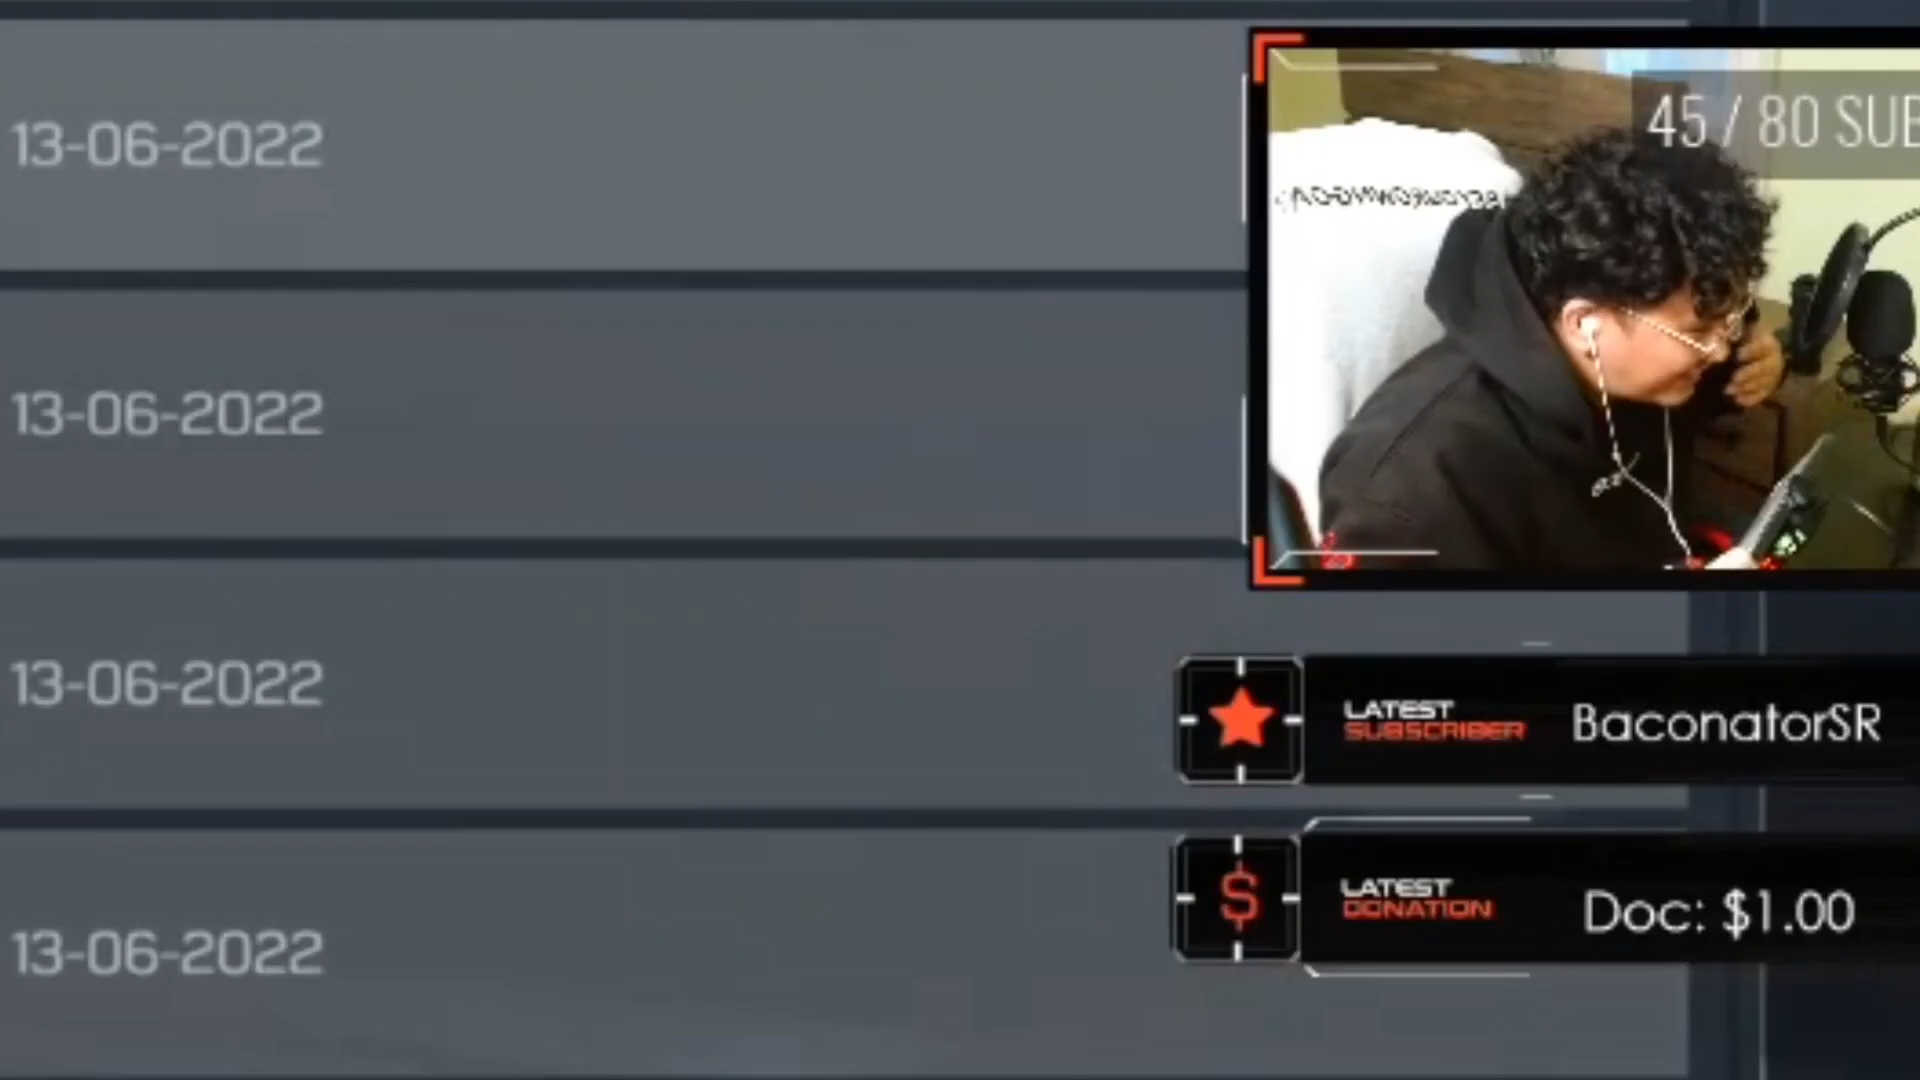 13-06-2022
45 / 80 SUB
13-06-2022
13-06-2022
LATEST
SUBSCRIBER
BaconatorSR
LATEST
DONATION
Doc: $1.00
13-06-2022